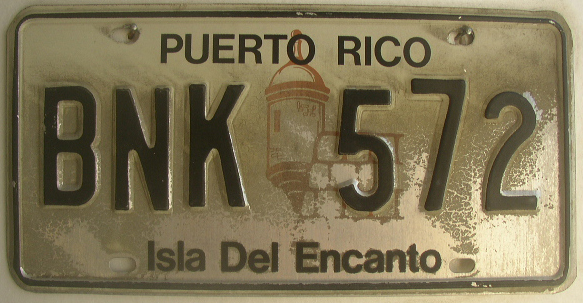 PUERTO RICO
BNK 572
Isla Del Encanto